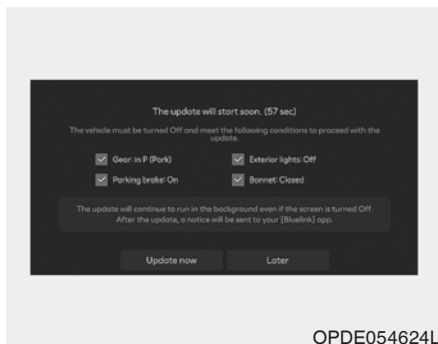 The update will start soon. (57 sec)
The vehicle must be turned Off and meet the following conditions to proceed with the
update.
Gear: in P (Park)
Exterior lights: Off
Parking brake: On
Bonnet: Closed
The update will continue to run in the background even if the screen is turned Off.
After the update, a notice will be sent to your [Bluelink] app.
Update now
Later
OPDE054624L